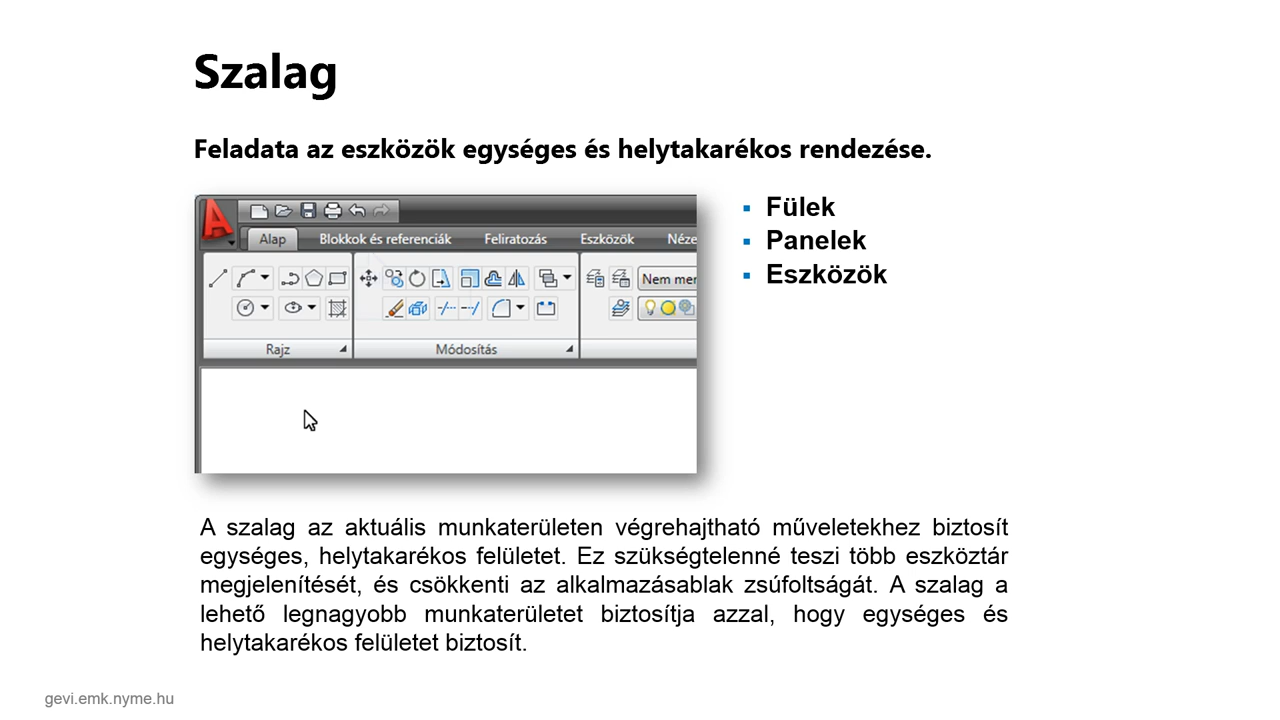 Szalag
Feladata az eszközök egységes és helytakarékos rendezése.
Alap Blokkok és referenciák Feliratozás Eszközök Néze
Nem mer
Rajz Módosítás
Fülek
Panelek
Eszközök
A szalag az aktuális munkaterületen végrehajtható műveletekhez biztosít
egységes, helytakarékos felületet. Ez szükségtelenné teszi több eszköztár
megjelenítését, és csökkenti az alkalmazásablak zsúfoltságát. A szalag a
lehető legnagyobb munkaterületet biztosítja azzal, hogy egységes és
helytakarékos felületet biztosít.
gevi.emk.nyme.hu